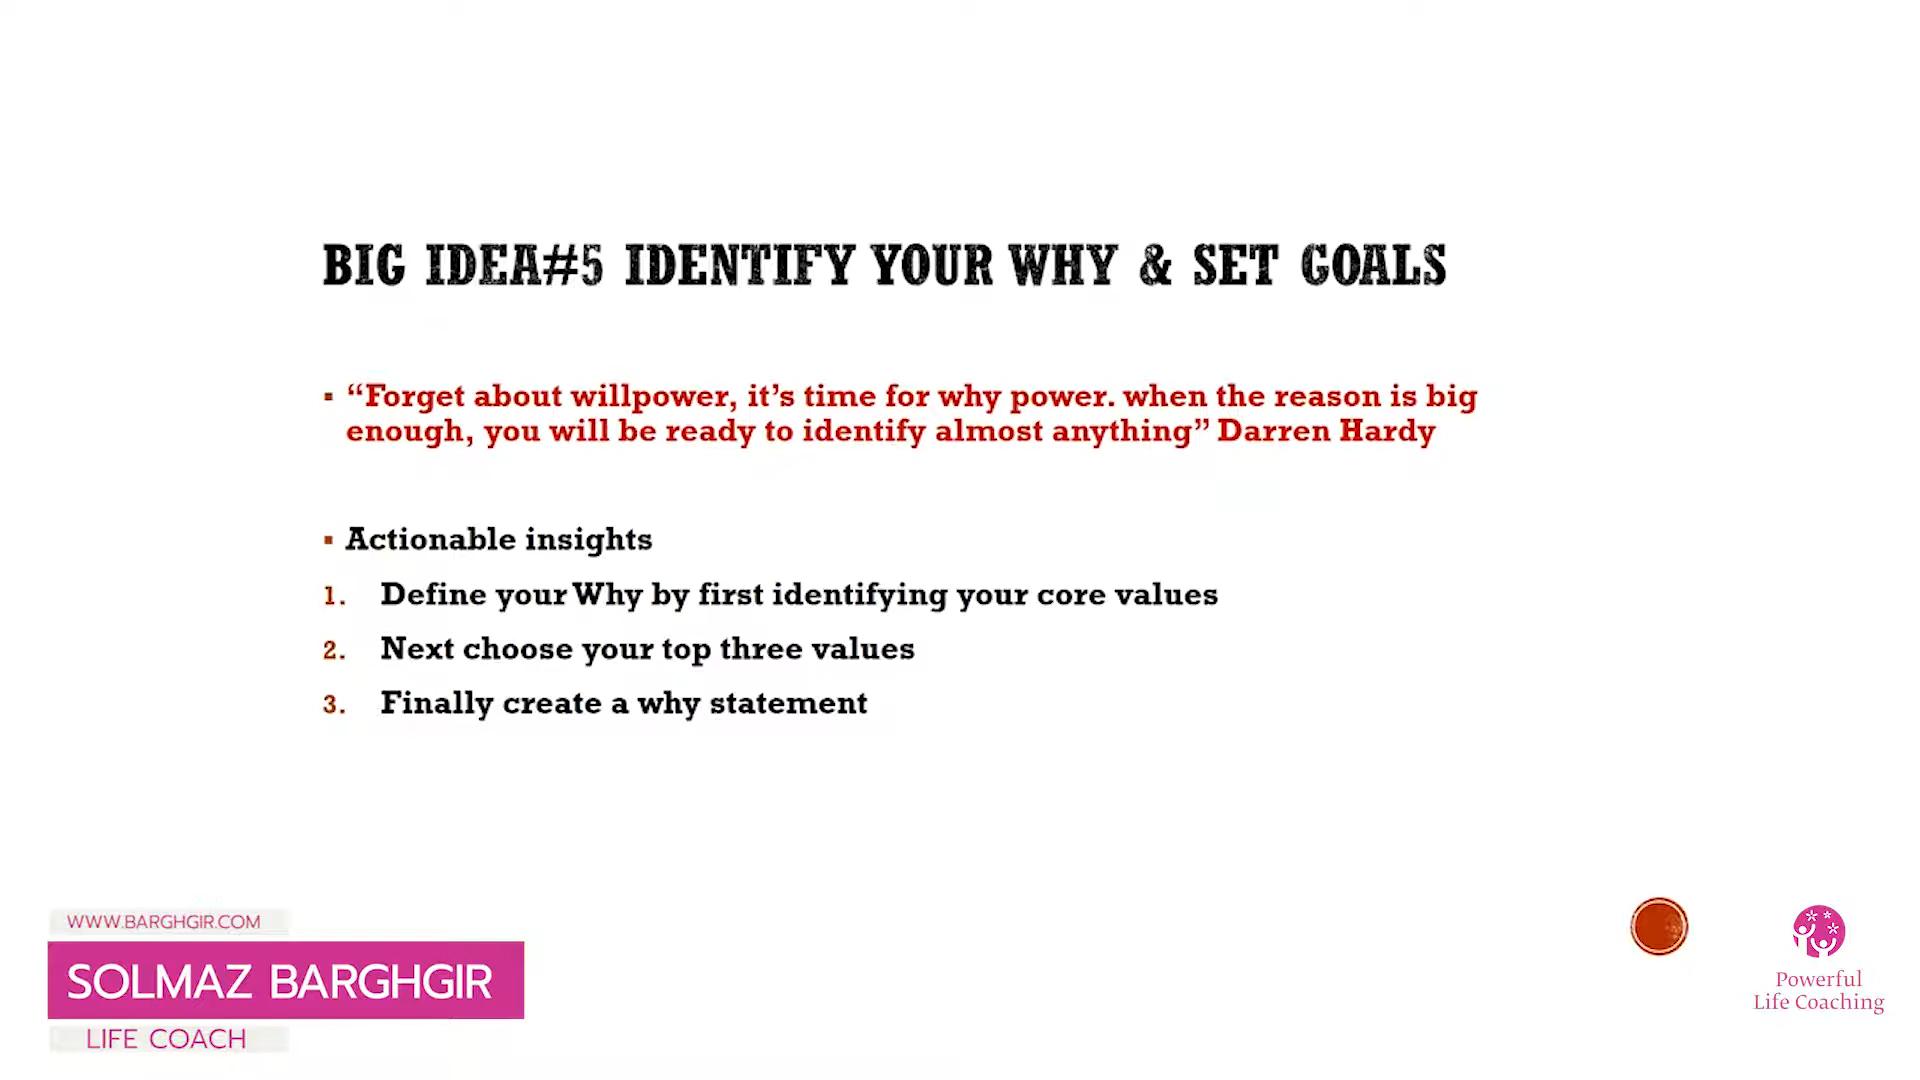 BIG IDEA#5 IDENTIFY YOUR WHY & SET GOALS
▪ “Forget about willpower, it’s time for why power. when the reason is big
enough, you will be ready to identify almost anything” Darren Hardy
▪ Actionable insights
1. Define your Why by first identifying your core values
2. Next choose your top three values
3. Finally create a why statement
WWW.BARGHGIR.COM
SOLMAZ BARGHGIR
LIFE COACH
Powerful
Life Coaching